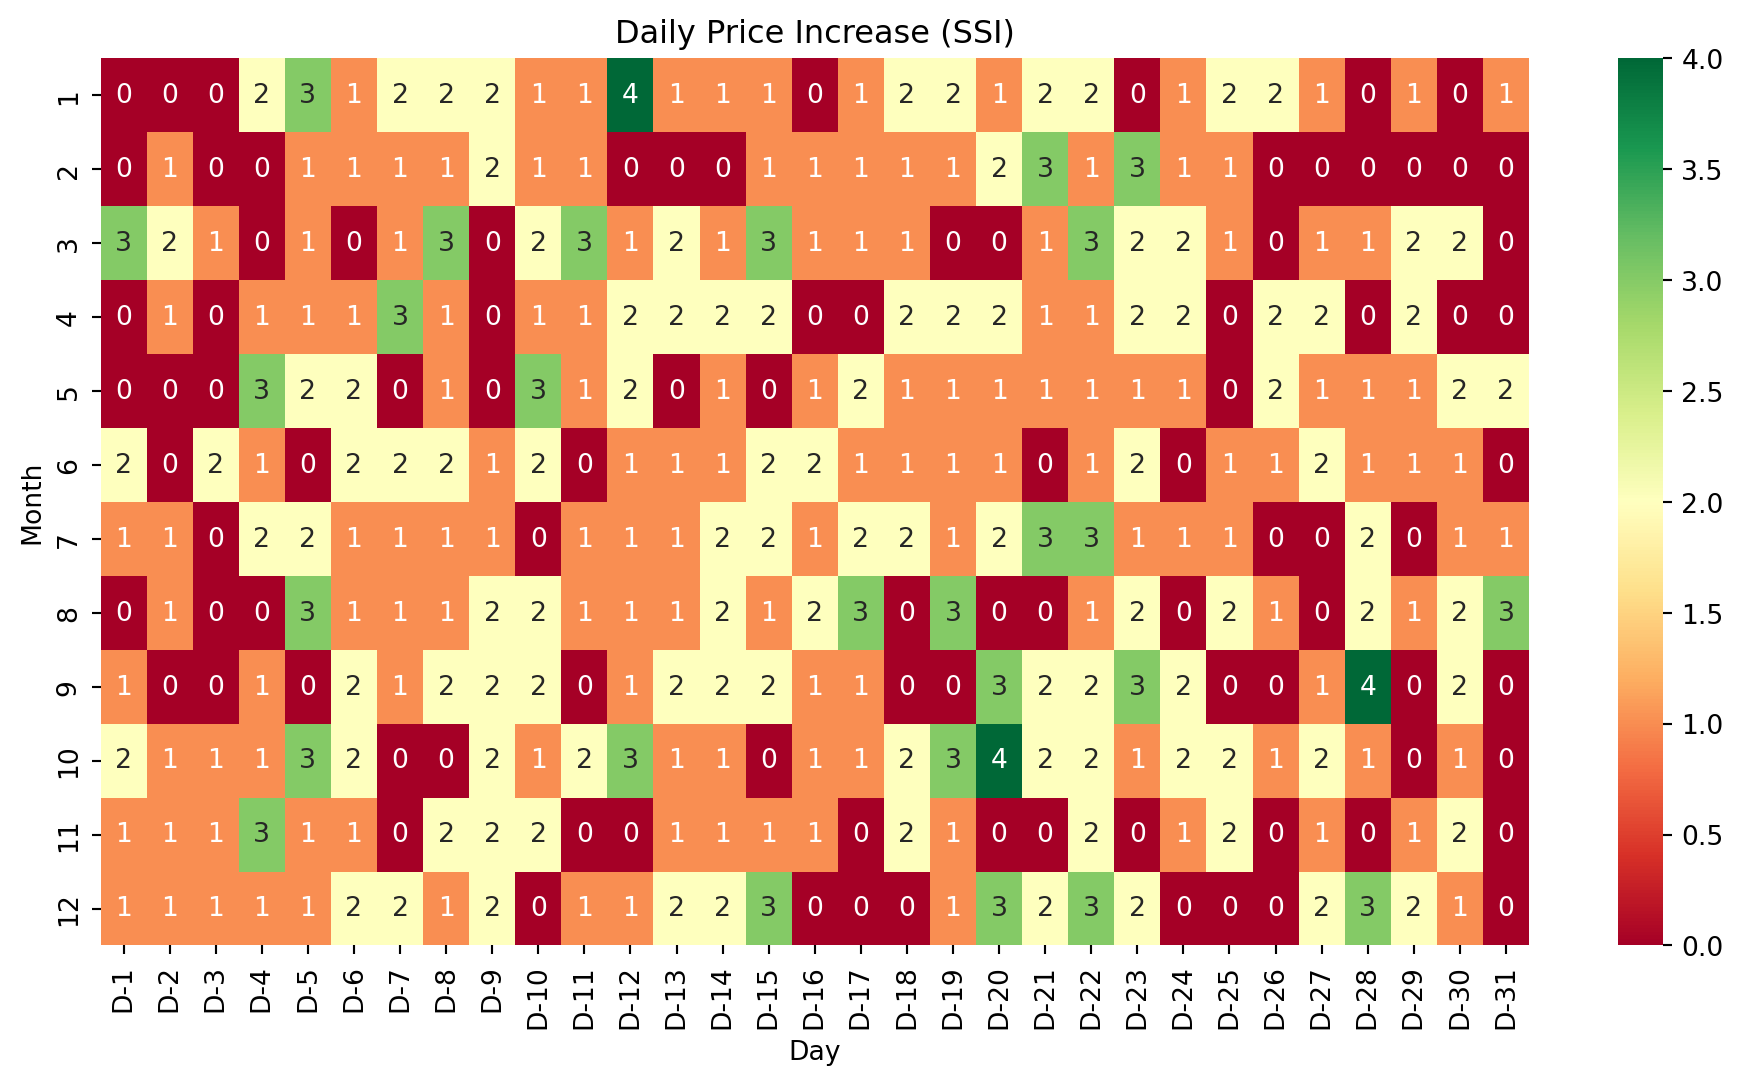 Daily Price Increase (SSI)
1 0 0 0 2 3 1 2 2 2 1 1 4 1 1 1 0 1 2 2 1 2 2 0 1 2 2 1 0 1 0 1
2 0 1 0 0 1 1 1 1 2 1 1 0 0 0 1 1 1 1 1 2 3 1 3 1 1 0 0 0 0 0 0
3 3 2 1 0 1 0 1 3 0 2 3 1 2 1 3 1 1 1 0 0 1 3 2 2 1 0 1 1 2 2 0
4 0 1 0 1 1 1 3 1 0 1 1 2 2 2 2 0 0 2 2 2 1 1 2 2 0 2 2 0 2 0 0
5 0 0 0 3 2 2 0 1 0 3 1 2 0 1 0 1 2 1 1 1 1 1 1 1 0 2 1 1 1 2 2
6 2 0 2 1 0 2 2 2 1 2 0 1 1 1 2 2 1 1 1 1 0 1 2 0 1 1 2 1 1 1 0
7 1 1 0 2 2 1 1 1 1 0 1 1 1 2 2 1 2 2 1 2 3 3 1 1 1 0 0 2 0 1 1
8 0 1 0 0 3 1 1 1 2 2 1 1 1 2 1 2 3 0 3 0 0 1 2 0 2 1 0 2 1 2 3
9 1 0 0 1 0 2 1 2 2 2 0 1 2 2 2 1 1 0 0 3 2 2 3 2 0 0 1 4 0 2 0
10 2 1 1 1 3 2 0 0 2 1 2 3 1 1 0 1 1 2 3 4 2 2 1 2 2 1 2 1 0 1 0
11 1 1 1 3 1 1 0 2 2 2 0 0 1 1 1 1 0 2 1 0 0 2 0 1 2 0 1 0 1 2 0
12 1 1 1 1 1 2 2 1 2 0 1 1 2 2 3 0 0 0 1 3 2 3 2 0 0 0 2 3 2 1 0
Month
D-1 D-2 D-3 D-4 D-5 D-6 D-7 D-8 D-9 D-10 D-11 D-12 D-13 D-14 D-15 D-16 D-17 D-18 D-19 D-20 D-21 D-22 D-23 D-24 D-25 D-26 D-27 D-28 D-29 D-30 D-31
Day
4.0
3.5
3.0
2.5
2.0
1.5
1.0
0.5
0.0